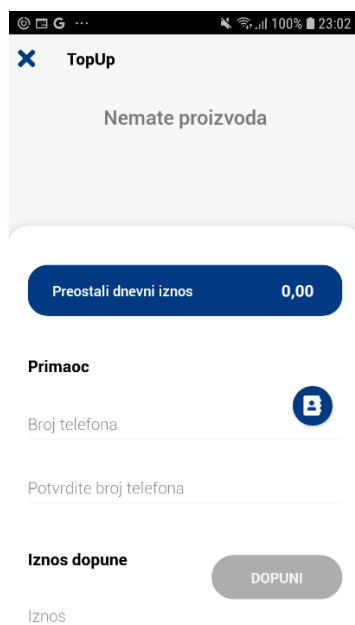 G ... 100% 23:02
TopUp
Nemate proizvoda
Preostali dnevni iznos 0,00
Primaoc
Broj telefona
Potvrdite broj telefona
Iznos dopune
DOPUNI
Iznos